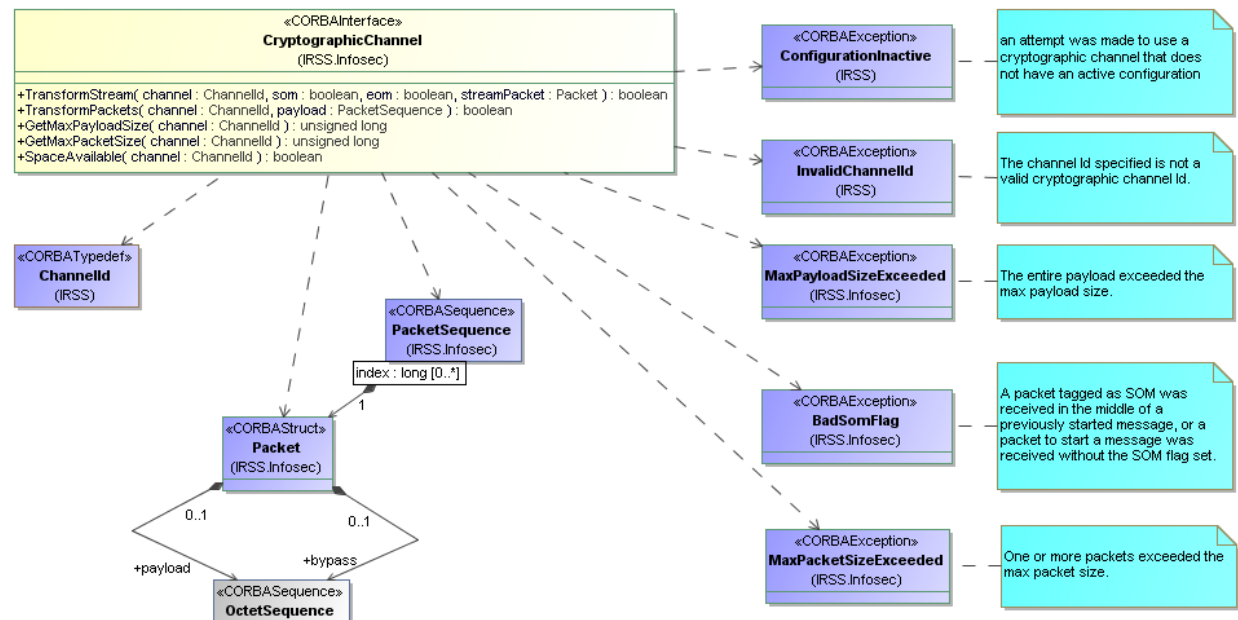 «CORBAInterface»
CryptographicChannel
(IRSS.Infosec)
+TransformStream( channel : ChannelId, som : boolean, eom : boolean, streamPacket : Packet ) : boolean
+TransformPackets( channel : ChannelId, payload : PacketSequence ) : boolean
+GetMaxPayloadSize( channel : ChannelId ) : unsigned long
+GetMaxPacketSize( channel : ChannelId ) : unsigned long
+SpaceAvailable( channel : ChannelId ) : boolean
«CORBAException»
ConfigurationInactive
(IRSS)
an attempt was made to use a
cryptographic channel that does
not have an active configuration
«CORBAException»
InvalidChannelId
(IRSS)
The channel Id specified is not a
valid cryptographic channel Id.
«CORBATypedef»
ChannelId
(IRSS)
«CORBAException»
MaxPayloadSizeExceeded
(IRSS.Infosec)
The entire payload exceeded the
max payload size.
«CORBASequence»
PacketSequence
(IRSS.Infosec)
index : long [0..*]
1
«CORBAStruct»
Packet
(IRSS.Infosec)
«CORBAException»
BadSomFlag
(IRSS.Infosec)
A packet tagged as SOM was
received in the middle of a
previously started message, or a
packet to start a message was
received without the SOM flag set.
0..1
0..1
+payload
+bypass
«CORBASequence»
OctetSequence
«CORBAException»
MaxPacketSizeExceeded
(IRSS.Infosec)
One or more packets exceeded the
max packet size.